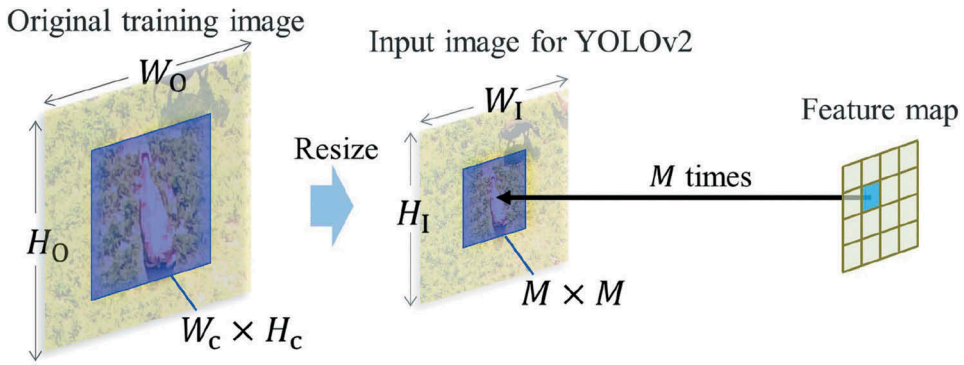 Original training image
Input image for YOLOv2
W_O
W_I
Feature map
Resize
M times
H_O
H_I
M × M
W_c × H_c